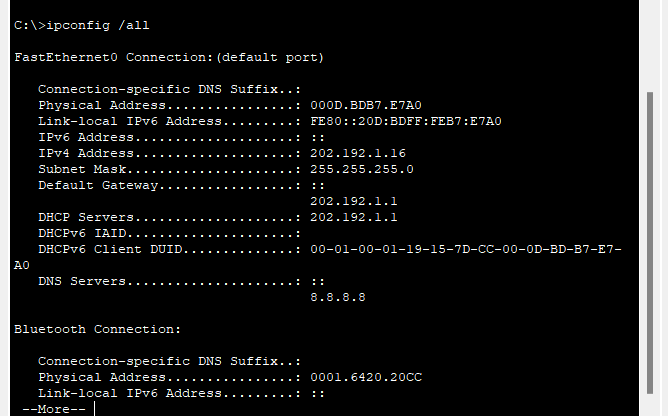 C:\>ipconfig /all
FastEthernet0 Connection:(default port)
Connection-specific DNS Suffix..:
Physical Address................: 000D.BDB7.E7A0
Link-local IPv6 Address.........: FE80::20D:BDFF:FEB7:E7A0
IPv6 Address....................: ::
IPv4 Address....................: 202.192.1.16
Subnet Mask.....................: 255.255.255.0
Default Gateway.................: ::
202.192.1.1
DHCP Servers....................: 202.192.1.1
DHCPv6 IAID.....................:
DHCPv6 Client DUID..............: 00-01-00-01-19-15-7D-CC-00-0D-BD-B7-E7-
A0
DNS Servers.....................: ::
8.8.8.8
Bluetooth Connection:
Connection-specific DNS Suffix..:
Physical Address................: 0001.6420.20CC
Link-local IPv6 Address.........: ::
--More--